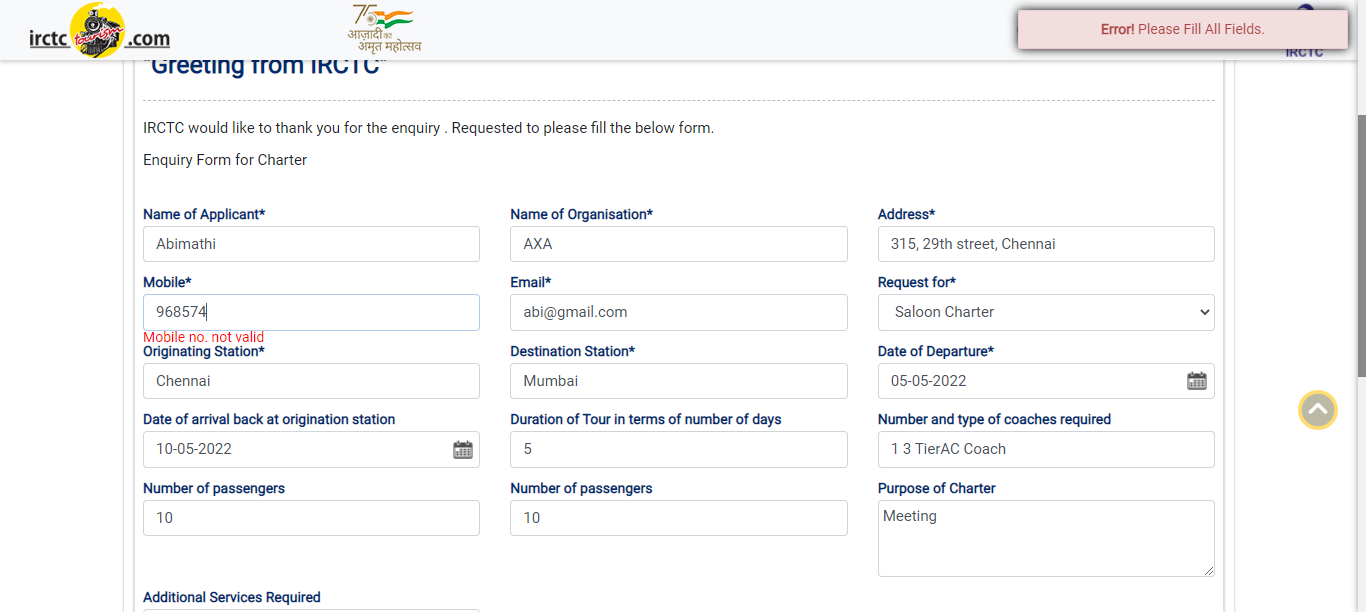 irctc tourism .com
75
आज़ादी का
अमृत महोत्सव
Error! Please Fill All Fields.
IRCTC
"Greeting from IRCTC"
IRCTC would like to thank you for the enquiry . Requested to please fill the below form.
Enquiry Form for Charter
Name of Applicant* Name of Organisation* Address*
Abimathi AXA 315, 29th street, Chennai
Mobile* Email* Request for*
968574 abi@gmail.com Saloon Charter
Mobile no. not valid
Originating Station* Destination Station* Date of Departure*
Chennai Mumbai 05-05-2022
Date of arrival back at origination station Duration of Tour in terms of number of days Number and type of coaches required
10-05-2022 5 1 3 TierAC Coach
Number of passengers Number of passengers Purpose of Charter
10 10 Meeting
Additional Services Required